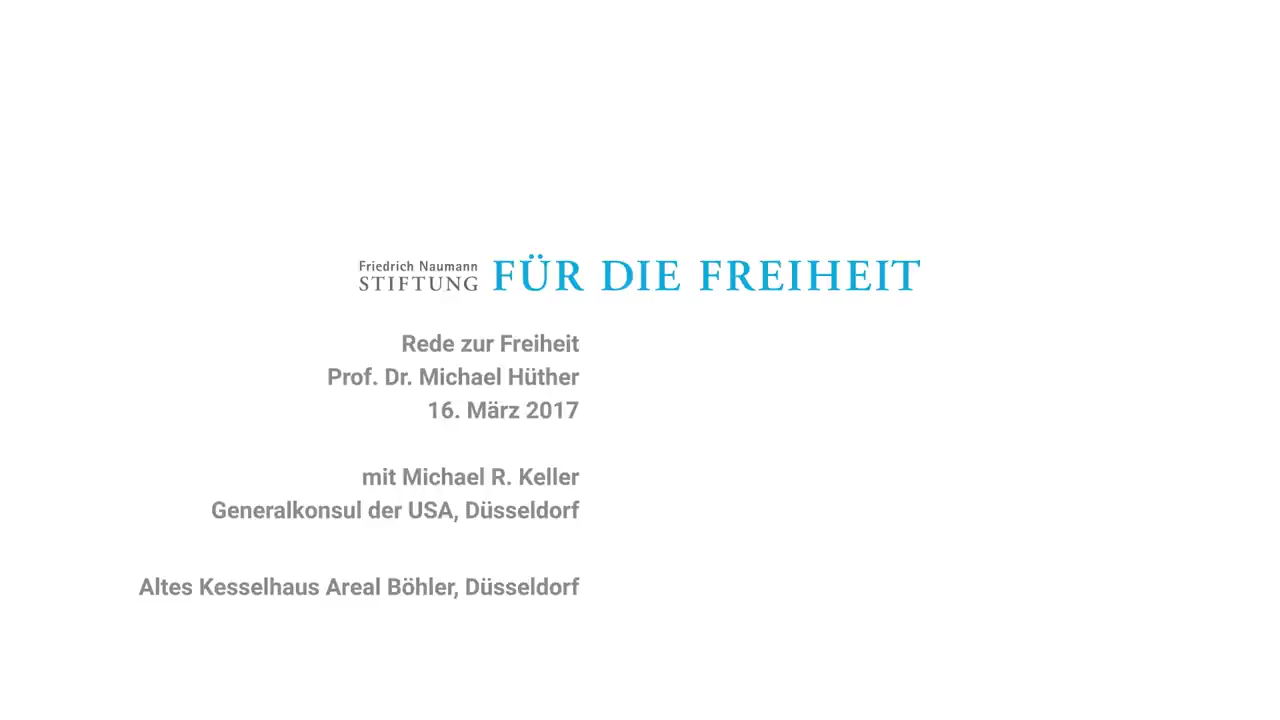 Friedrich Naumann
STIFTUNG FÜR DIE FREIHEIT
Rede zur Freiheit
Prof. Dr. Michael Hüther
16. März 2017
mit Michael R. Keller
Generalkonsul der USA, Düsseldorf
Altes Kesselhaus Areal Böhler, Düsseldorf